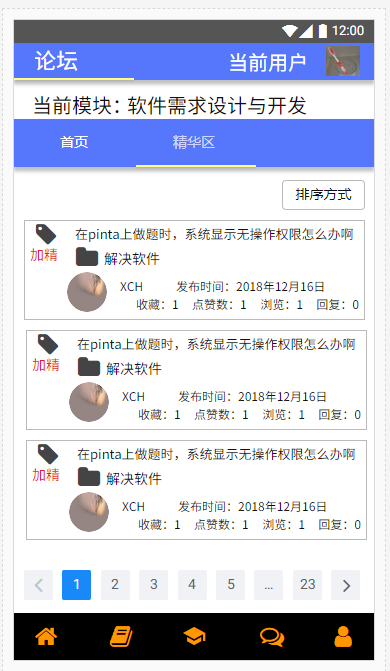 12:00
论坛 当前用户
当前模块：软件需求设计与开发
首页 精华区
排序方式
在pinta上做题时，系统显示无操作权限怎么办啊
加精 解决软件
XCH 发布时间：2018年12月16日
收藏：1 点赞数：1 浏览：1 回复：0
在pinta上做题时，系统显示无操作权限怎么办啊
加精 解决软件
XCH 发布时间：2018年12月16日
收藏：1 点赞数：1 浏览：1 回复：0
在pinta上做题时，系统显示无操作权限怎么办啊
加精 解决软件
XCH 发布时间：2018年12月16日
收藏：1 点赞数：1 浏览：1 回复：0
1 2 3 4 5 ... 23